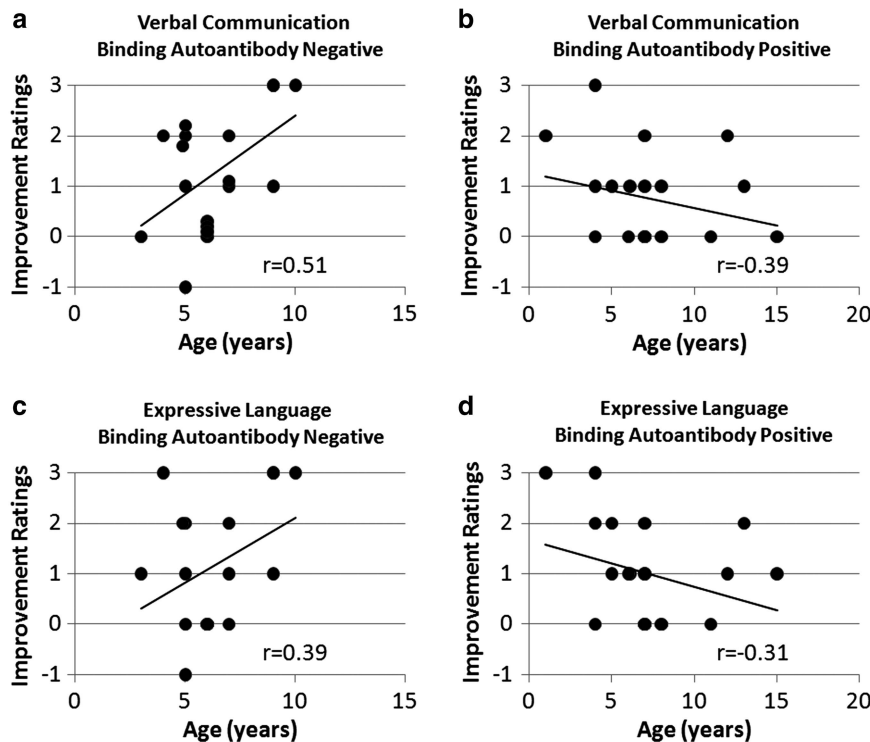 a
Verbal Communication
Binding Autoantibody Negative
Improvement Ratings
3
2
1
0
-1
r=0.51
0
5
10
15
Age (years)
b
Verbal Communication
Binding Autoantibody Positive
Improvement Ratings
3
2
1
0
-1
r=-0.39
0
5
10
15
20
Age (years)
c
Expressive Language
Binding Autoantibody Negative
Improvement Ratings
3
2
1
0
-1
r=0.39
0
5
10
15
Age (years)
d
Expressive Language
Binding Autoantibody Positive
Improvement Ratings
3
2
1
0
-1
r=-0.31
0
5
10
15
20
Age (years)